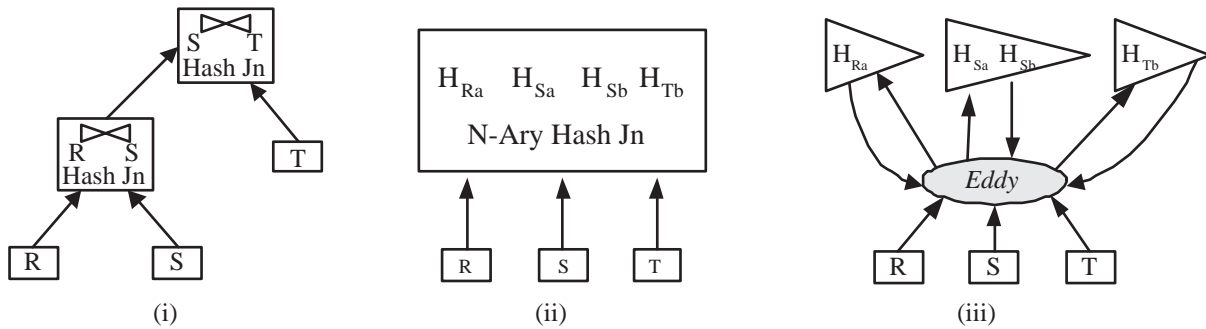 S T
Hash Jn
R S
Hash Jn
T
R S
(i)
H_Ra H_Sa H_Sb H_Tb
N-Ary Hash Jn
R S T
(ii)
H_Ra H_Sa H_Sb H_Tb
Eddy
R S T
(iii)